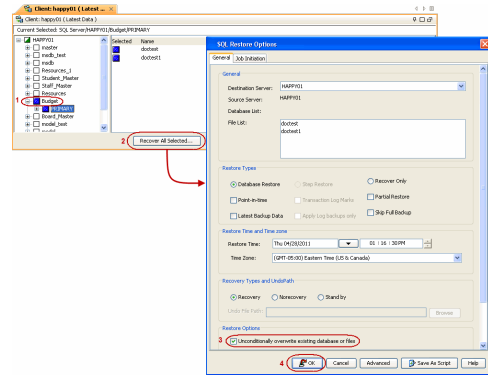 Client: happy01 ( Latest ...
Client: happy01 ( Latest Data )
Current Selected: SQL Server/HAPPY01/Budget/PRIMARY
HAPPY01
master
msdb_text
msdb
Resources_1
Student_Master
Staff_Master
Resources
1 Budget
PRIMARY
Board_Master
model_text
model
Selected Name
doctest
doctest1
2 Recover All Selected...
SQL Restore Options
General Job Initiation
General
Destination Server: HAPPY01
Source Server: HAPPY01
Database List:
File List: doctest
doctest1
Restore Types
Database Restore Step Restore Recover Only
Point-in-time Transaction Log Marks Partial Restore
Latest Backup Data Apply Log backups only Skip Full Backup
Restore Time and Time zone
Restore Time: Thu 04/28/2011 01 : 16 : 30 PM
Time Zone: (GMT-05:00) Eastern Time (US & Canada)
Recovery Types and UndoPath
Recovery Norecovery Stand by
Undo File Path: Browse
Restore Options
3 Unconditionally overwrite existing database or files
4 OK Cancel Advanced Save As Script Help